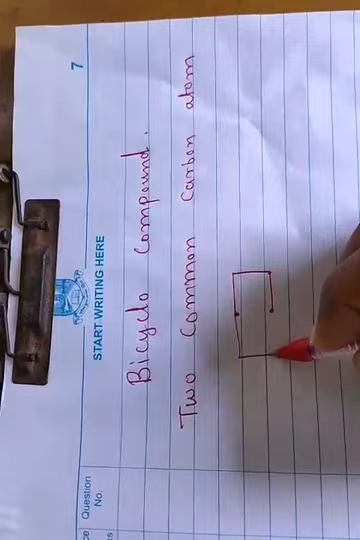 7
START WRITING HERE
Question
No.
Bicyclo Compound.
Two Common Carbon atom